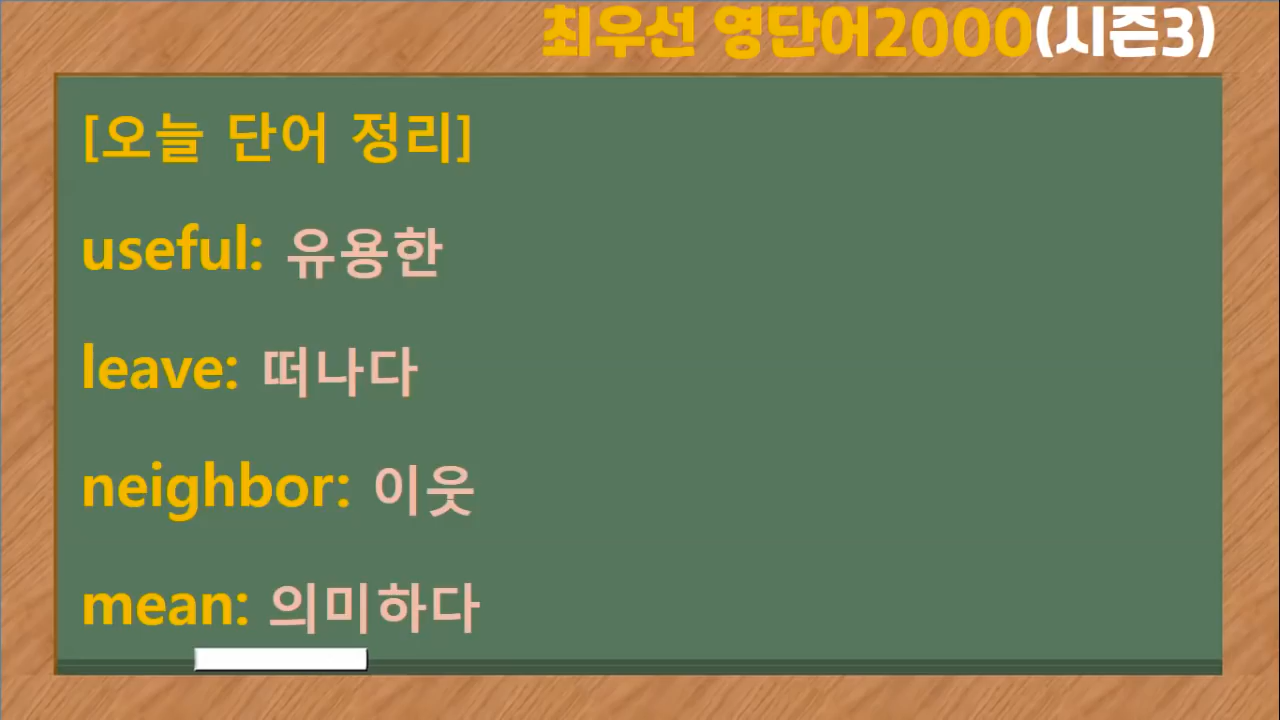 최우선 영단어2000(시즌3)
[오늘 단어 정리]
useful: 유용한
leave: 떠나다
neighbor: 이웃
mean: 의미하다